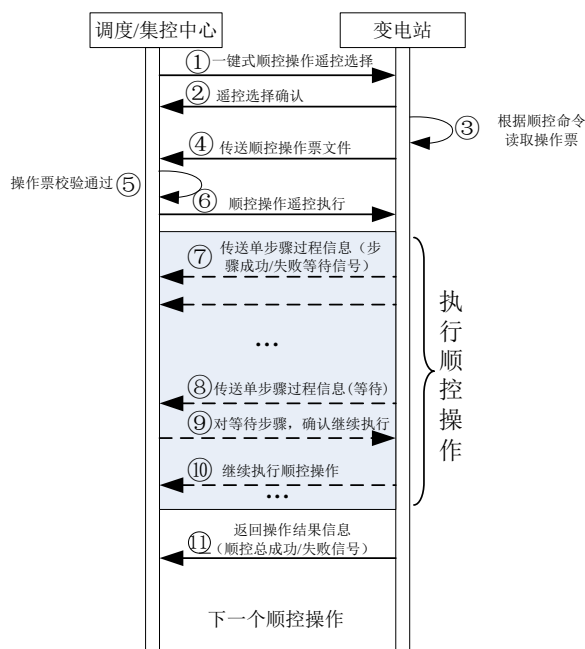 调度/集控中心
变电站
①一键式顺控操作遥控选择
②遥控选择确认
③根据顺控命令
读取操作票
④传送顺控操作票文件
操作票校验通过⑤
⑥顺控操作遥控执行
⑦传送单步骤过程信息（步
骤成功/失败等待信号）
...
⑧传送单步骤过程信息(等待)
⑨对等待步骤，确认继续执行
⑩继续执行顺控操作
...
执行顺控操作
⑪返回操作结果信息
（顺控总成功/失败信号）
下一个顺控操作